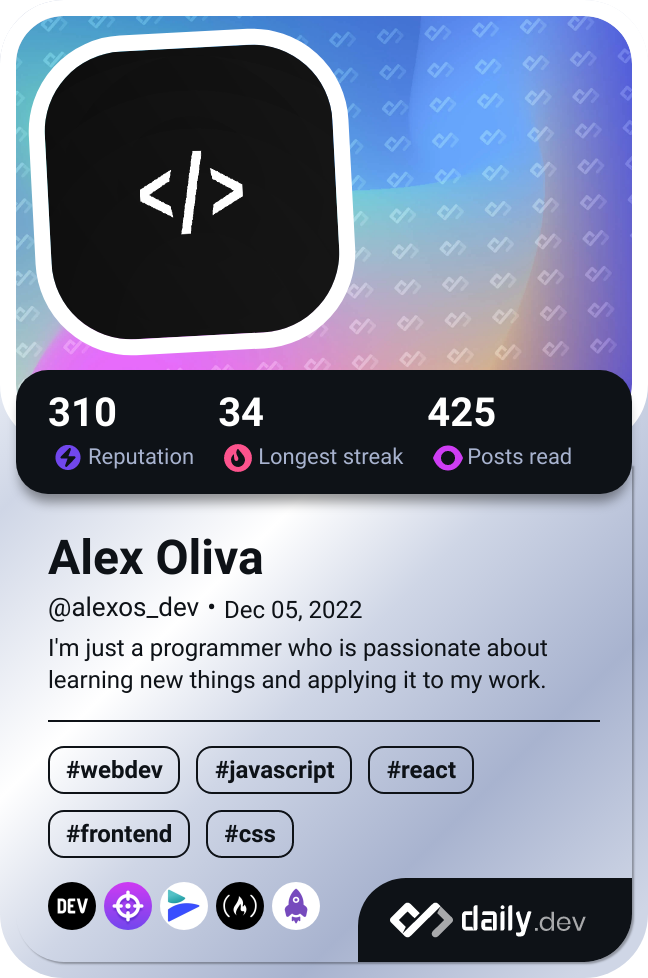 </>
310 34 425
Reputation Longest streak Posts read
Alex Oliva
@alexos_dev • Dec 05, 2022
I'm just a programmer who is passionate about
learning new things and applying it to my work.
#webdev #javascript #react
#frontend #css
DEV
daily.dev